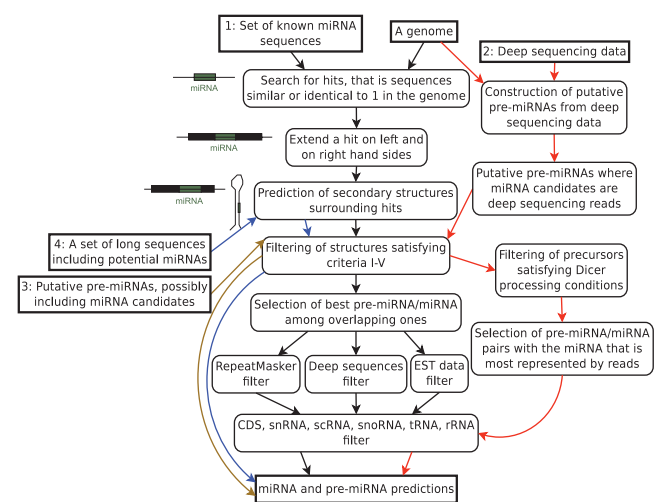 1: Set of known miRNA
sequences
A genome
2: Deep sequencing data
miRNA
Search for hits, that is sequences
similar or identical to 1 in the genome
Construction of putative
pre-miRNAs from deep
sequencing data
miRNA
Extend a hit on left and
on right hand sides
Putative pre-miRNAs where
miRNA candidates are
deep sequencing reads
miRNA
Prediction of secondary structures
surrounding hits
4: A set of long sequences
including potential miRNAs
Filtering of structures satisfying
criteria I-V
Filtering of precursors
satisfying Dicer
processing conditions
3: Putative pre-miRNAs, possibly
including miRNA candidates
Selection of best pre-miRNA/miRNA
among overlapping ones
Selection of pre-miRNA/miRNA
pairs with the miRNA that is
most represented by reads
RepeatMasker
filter
Deep sequences
filter
EST data
filter
CDS, snRNA, scRNA, snoRNA, tRNA, rRNA
filter
miRNA and pre-miRNA predictions